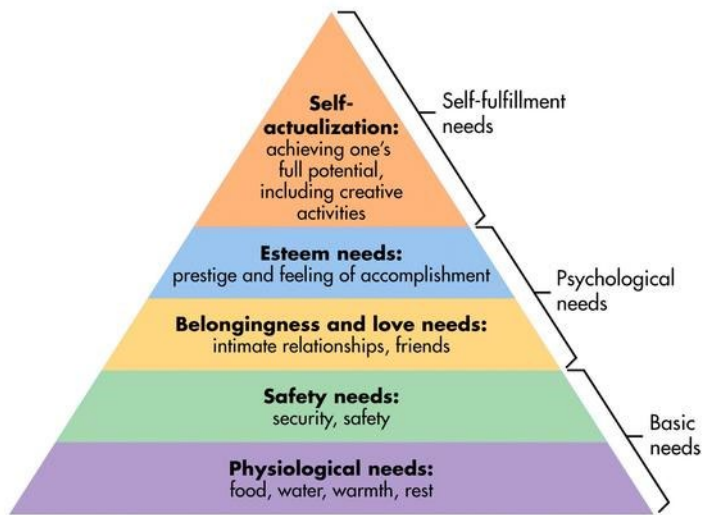 Self-
actualization:
achieving one's
full potential,
including creative
activities
Self-fulfillment
needs
Esteem needs:
prestige and feeling of accomplishment
Psychological
needs
Belongingness and love needs:
intimate relationships, friends
Safety needs:
security, safety
Basic
needs
Physiological needs:
food, water, warmth, rest